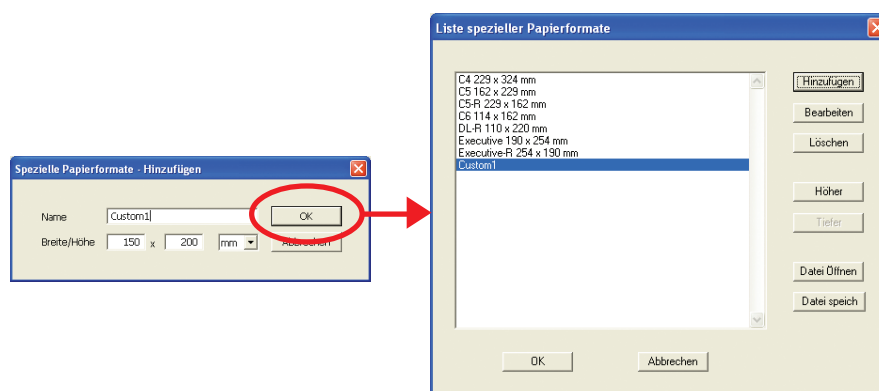 Spezielle Papierformate - Hinzufügen
Name Custom1 OK
Breite/Höhe 150 x 200 mm Abbrechen
Liste spezieller Papierformate
C4 229 x 324 mm
C5 162 x 229 mm
C5-R 229 x 162 mm
C6 114 x 162 mm
DL-R 110 x 220 mm
Executive 190 x 254 mm
Executive-R 254 x 190 mm
Custom1
Hinzufügen
Bearbeiten
Löschen
Höher
Tiefer
Datei Öffnen
Datei speich
OK Abbrechen